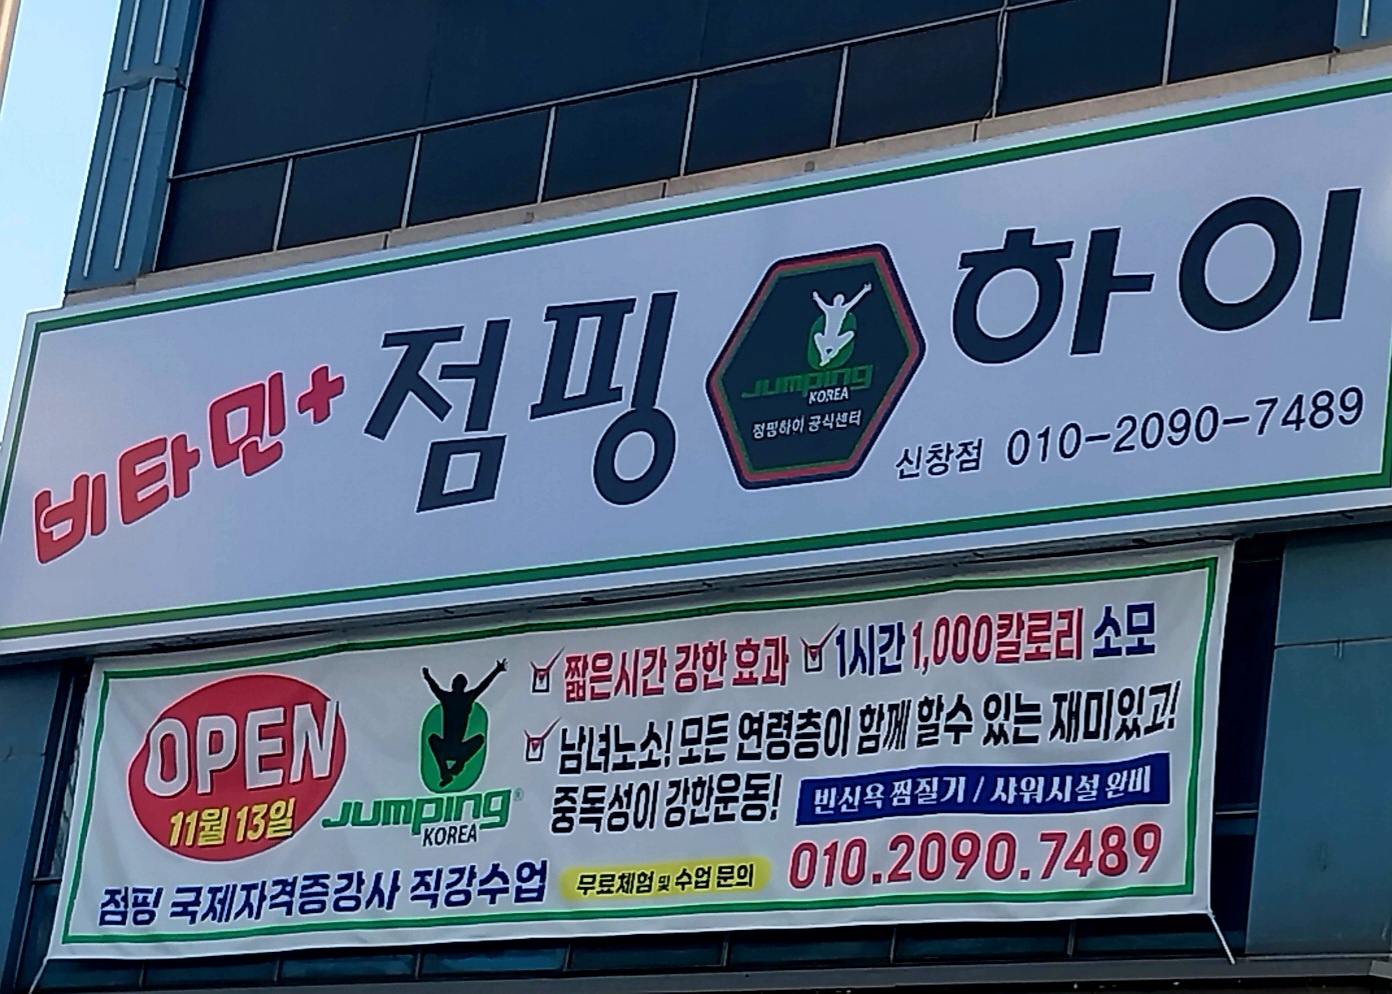 비타민+ 점핑 하이
JUMPING
KOREA
점핑하이 공식센터
신창점 010-2090-7489
OPEN
11월 13일
JUMPING®
KOREA
짧은시간 강한 효과 1시간 1,000칼로리 소모
남녀노소! 모든 연령층이 함께 할수 있는 재미있고!
중독성이 강한운동! 반신욕 찜질기 / 샤워시설 완비
점핑 국제자격증강사 직강수업 무료체험 및 수업 문의 010.2090.7489